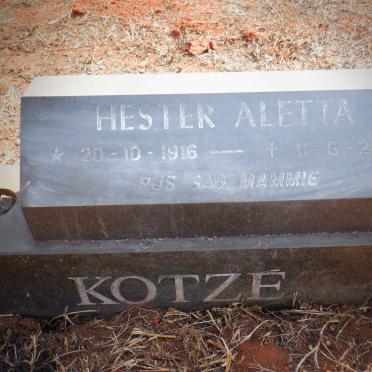 HESTER ALETTA
* 20-10-1916 — † 11-8-2
RUS SAG MAMMIE
KOTZÉ